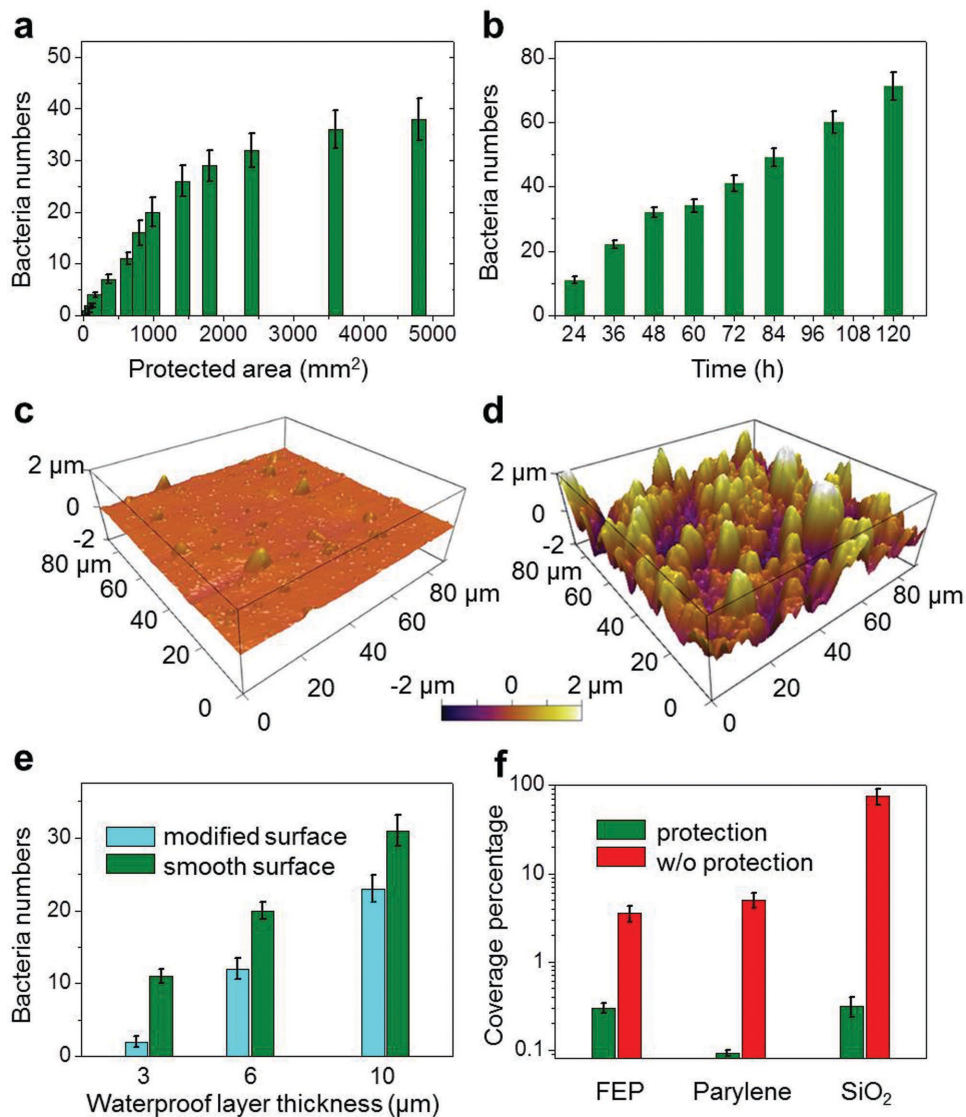 a
Bacteria numbers
50
40
30
20
10
0
0 1000 2000 3000 4000 5000
Protected area (mm²)
b
Bacteria numbers
80
60
40
20
0
24 36 48 60 72 84 96 108 120
Time (h)
c
2 µm
0
-2
80 µm
60
40
20
0
0
20
40
60
80 µm
d
2 µm
0
-2
80 µm
60
40
20
0
0
20
40
60
80 µm
-2 µm 0 2 µm
e
Bacteria numbers
30
20
10
0
modified surface
smooth surface
3 6 10
Waterproof layer thickness (µm)
f
Coverage percentage
100
10
1
0.1
protection
w/o protection
FEP Parylene SiO₂